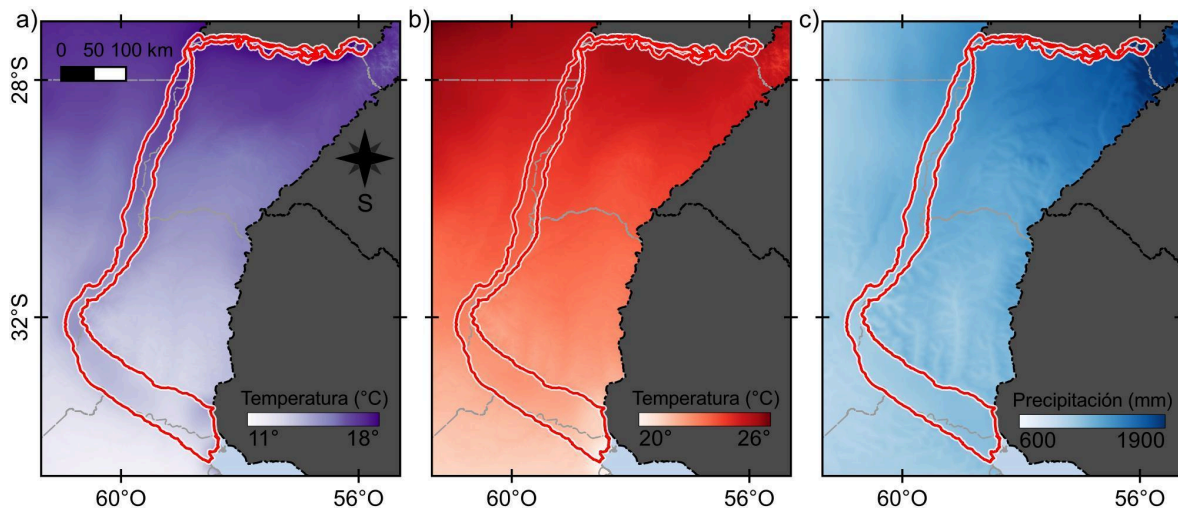 a) b) c)
0 50 100 km
28°S
S
32°S
Temperatura (°C)
11° 18°
Temperatura (°C)
20° 26°
Precipitación (mm)
600 1900
60°O 56°O 60°O 56°O 60°O 56°O